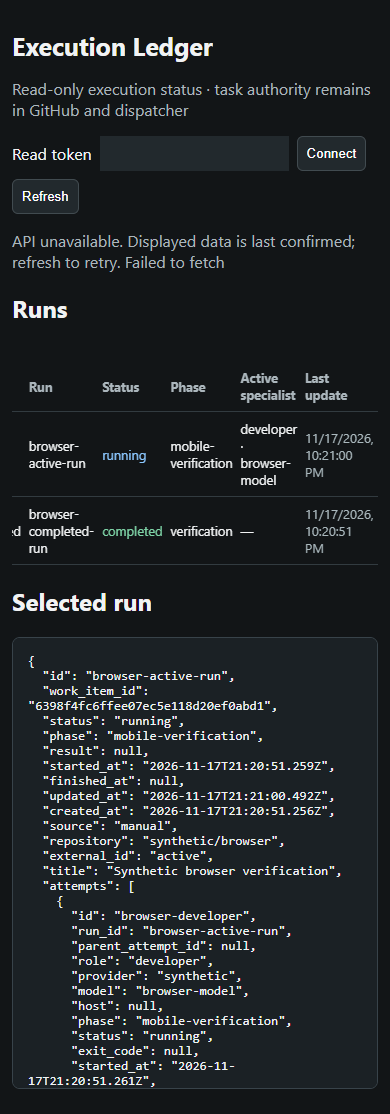 Execution Ledger
Read-only execution status · task authority remains
in GitHub and dispatcher
Read token
Connect
Refresh
API unavailable. Displayed data is last confirmed;
refresh to retry. Failed to fetch
Runs
Run Status Phase Active specialist Last update
browser-active-run running mobile-verification developer · browser-model 11/17/2026, 10:21:00 PM
ed browser-completed-run completed verification — 11/17/2026, 10:20:51 PM
Selected run
{
"id": "browser-active-run",
"work_item_id":
"6398f4fc6ffee07ec5e118d20ef0abd1",
"status": "running",
"phase": "mobile-verification",
"result": null,
"started_at": "2026-11-17T21:20:51.259Z",
"finished_at": null,
"updated_at": "2026-11-17T21:21:00.492Z",
"created_at": "2026-11-17T21:20:51.256Z",
"source": "manual",
"repository": "synthetic/browser",
"external_id": "active",
"title": "Synthetic browser verification",
"attempts": [
{
"id": "browser-developer",
"run_id": "browser-active-run",
"parent_attempt_id": null,
"role": "developer",
"provider": "synthetic",
"model": "browser-model",
"host": null,
"phase": "mobile-verification",
"status": "running",
"exit_code": null,
"started_at": "2026-11-
17T21:20:51.261Z",